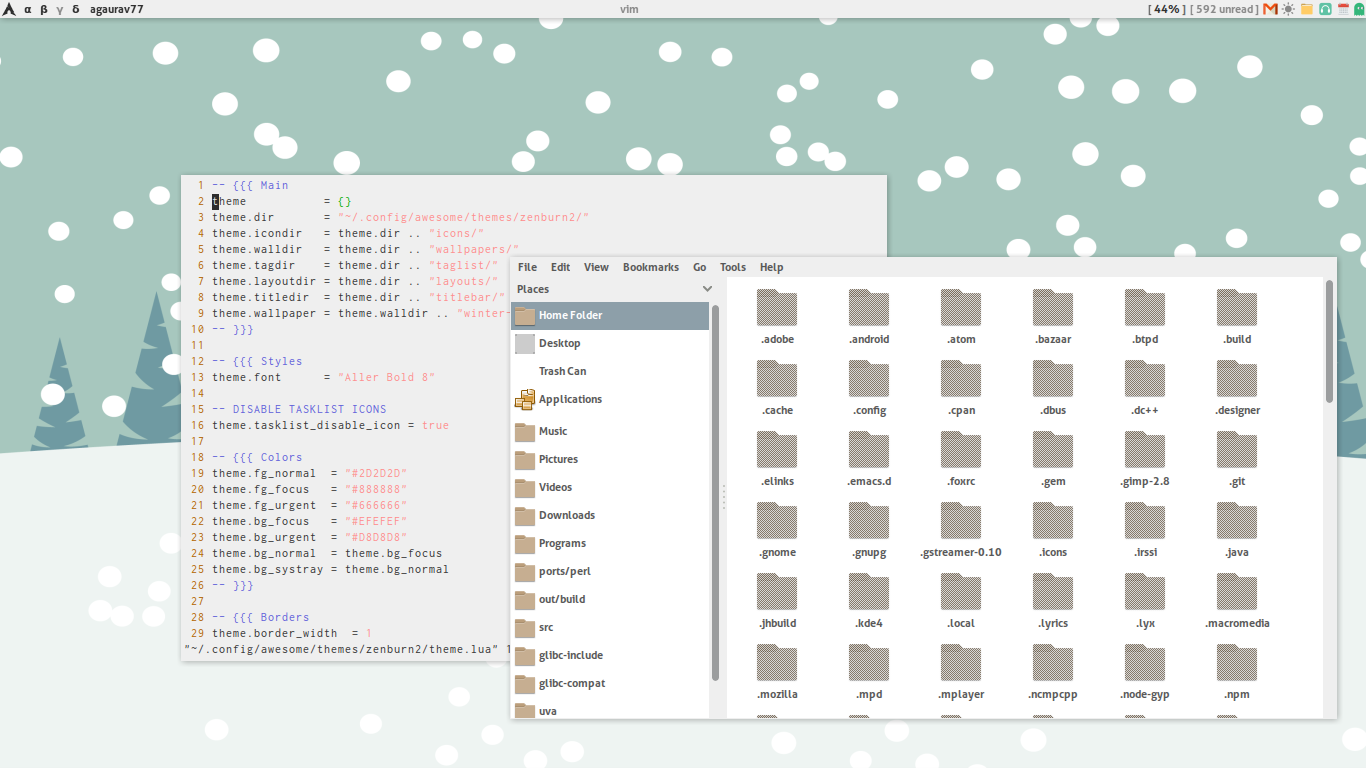 α β γ δ agaurav77 vim [ 44% ] [ 592 unread ]
1 -- {{{ Main
2 theme           = {}
3 theme.dir       = "~/.config/awesome/themes/zenburn2/"
4 theme.icondir   = theme.dir .. "icons/"
5 theme.walldir   = theme.dir .. "wallpapers/"
6 theme.tagdir    = theme.dir .. "taglist/"
7 theme.layoutdir = theme.dir .. "layouts/"
8 theme.titledir  = theme.dir .. "titlebar/"
9 theme.wallpaper = theme.walldir .. "winter-
10 -- }}}
11
12 -- {{{ Styles
13 theme.font      = "Aller Bold 8"
14
15 -- DISABLE TASKLIST ICONS
16 theme.tasklist_disable_icon = true
17
18 -- {{{ Colors
19 theme.fg_normal  = "#2D2D2D"
20 theme.fg_focus   = "#888888"
21 theme.fg_urgent  = "#666666"
22 theme.bg_focus   = "#EFEFEF"
23 theme.bg_urgent  = "#D8D8D8"
24 theme.bg_normal  = theme.bg_focus
25 theme.bg_systray = theme.bg_normal
26 -- }}}
27
28 -- {{{ Borders
29 theme.border_width  = 1
"~/.config/awesome/themes/zenburn2/theme.lua" 1
File Edit View Bookmarks Go Tools Help
Places
Home Folder
Desktop
Trash Can
Applications
Music
Pictures
Videos
Downloads
Programs
ports/perl
out/build
src
glibc-include
glibc-compat
uva
.adobe .android .atom .bazaar .btpd .build
.cache .config .cpan .dbus .dc++ .designer
.elinks .emacs.d .foxrc .gem .gimp-2.8 .git
.gnome .gnupg .gstreamer-0.10 .icons .irssi .java
.jhbuild .kde4 .local .lyrics .lyx .macromedia
.mozilla .mpd .mplayer .ncmpcpp .node-gyp .npm